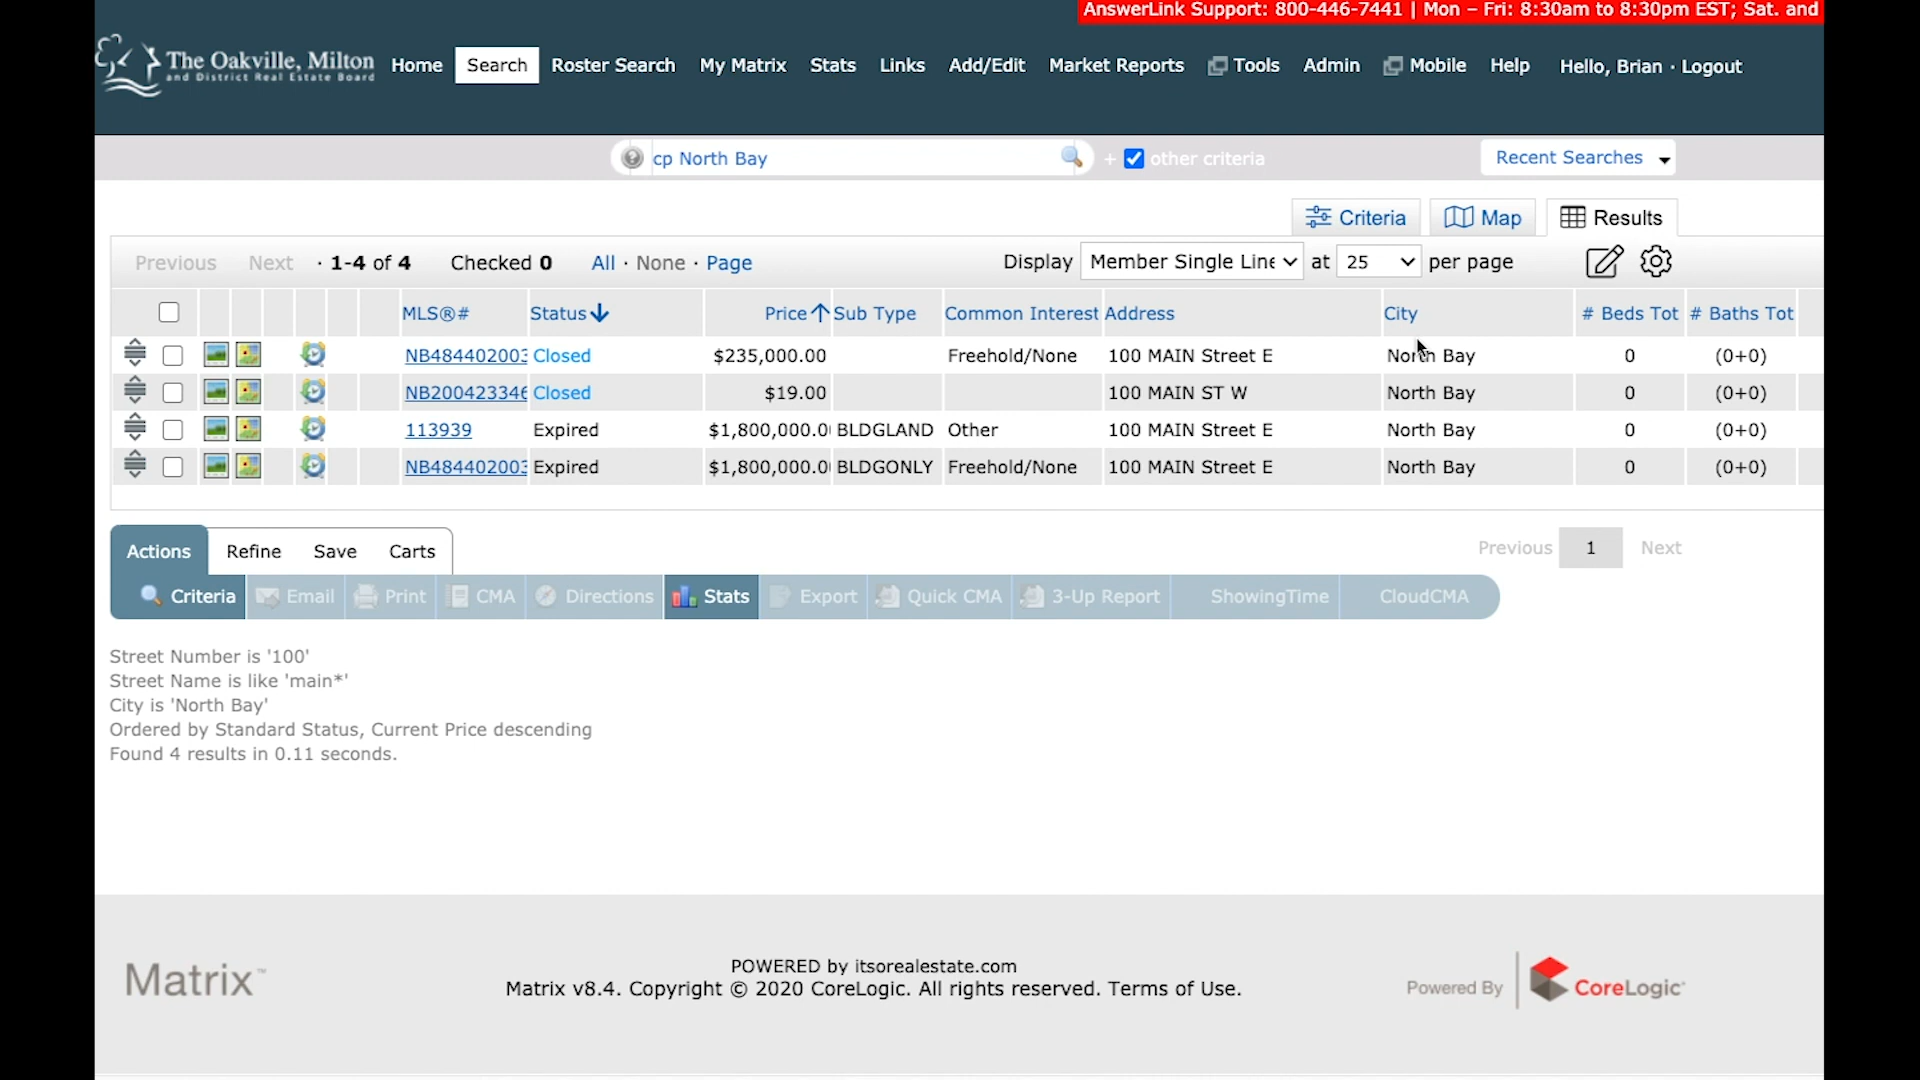 AnswerLink Support: 800-446-7441 | Mon – Fri: 8:30am to 8:30pm EST; Sat. and
The Oakville, Milton
and District Real Estate Board
Home Search Roster Search My Matrix Stats Links Add/Edit Market Reports Tools Admin Mobile Help Hello, Brian · Logout
cp North Bay + other criteria Recent Searches
Criteria Map Results
Previous Next · 1-4 of 4 Checked 0 All · None · Page Display Member Single Line at 25 per page
MLS®# Status Price Sub Type Common Interest Address City # Beds Tot # Baths Tot
NB484402003 Closed $235,000.00 Freehold/None 100 MAIN Street E North Bay 0 (0+0)
NB200423346 Closed $19.00 100 MAIN ST W North Bay 0 (0+0)
113939 Expired $1,800,000.0 BLDGLAND Other 100 MAIN Street E North Bay 0 (0+0)
NB484402003 Expired $1,800,000.0 BLDGONLY Freehold/None 100 MAIN Street E North Bay 0 (0+0)
Actions Refine Save Carts Previous 1 Next
Criteria Email Print CMA Directions Stats Export Quick CMA 3-Up Report ShowingTime CloudCMA
Street Number is '100'
Street Name is like 'main*'
City is 'North Bay'
Ordered by Standard Status, Current Price descending
Found 4 results in 0.11 seconds.
Matrix™
POWERED by itsorealestate.com
Matrix v8.4. Copyright © 2020 CoreLogic. All rights reserved. Terms of Use.
Powered By CoreLogic